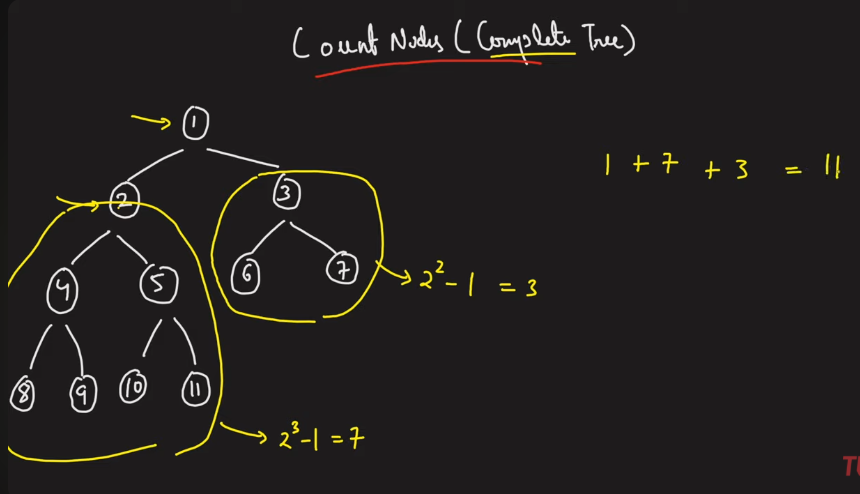 Count Nodes (Complete Tree)
1
1 + 7 + 3 = 11
2
3
4
5
6
7
2² - 1 = 3
8
9
10
11
2³ - 1 = 7